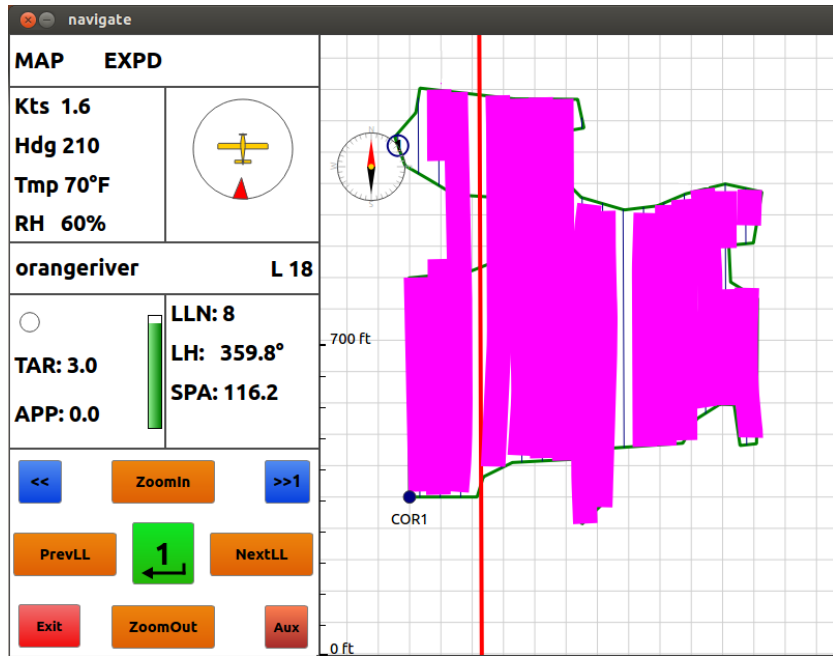 navigate
MAP EXPD
Kts 1.6
Hdg 210
Tmp 70°F
RH 60%
orangeriver L 18
LLN: 8
LH: 359.8°
SPA: 116.2
TAR: 3.0
APP: 0.0
<< ZoomIn >>1
PrevLL 1 NextLL
Exit ZoomOut Aux
N
W
S
700 ft
COR1
0 ft